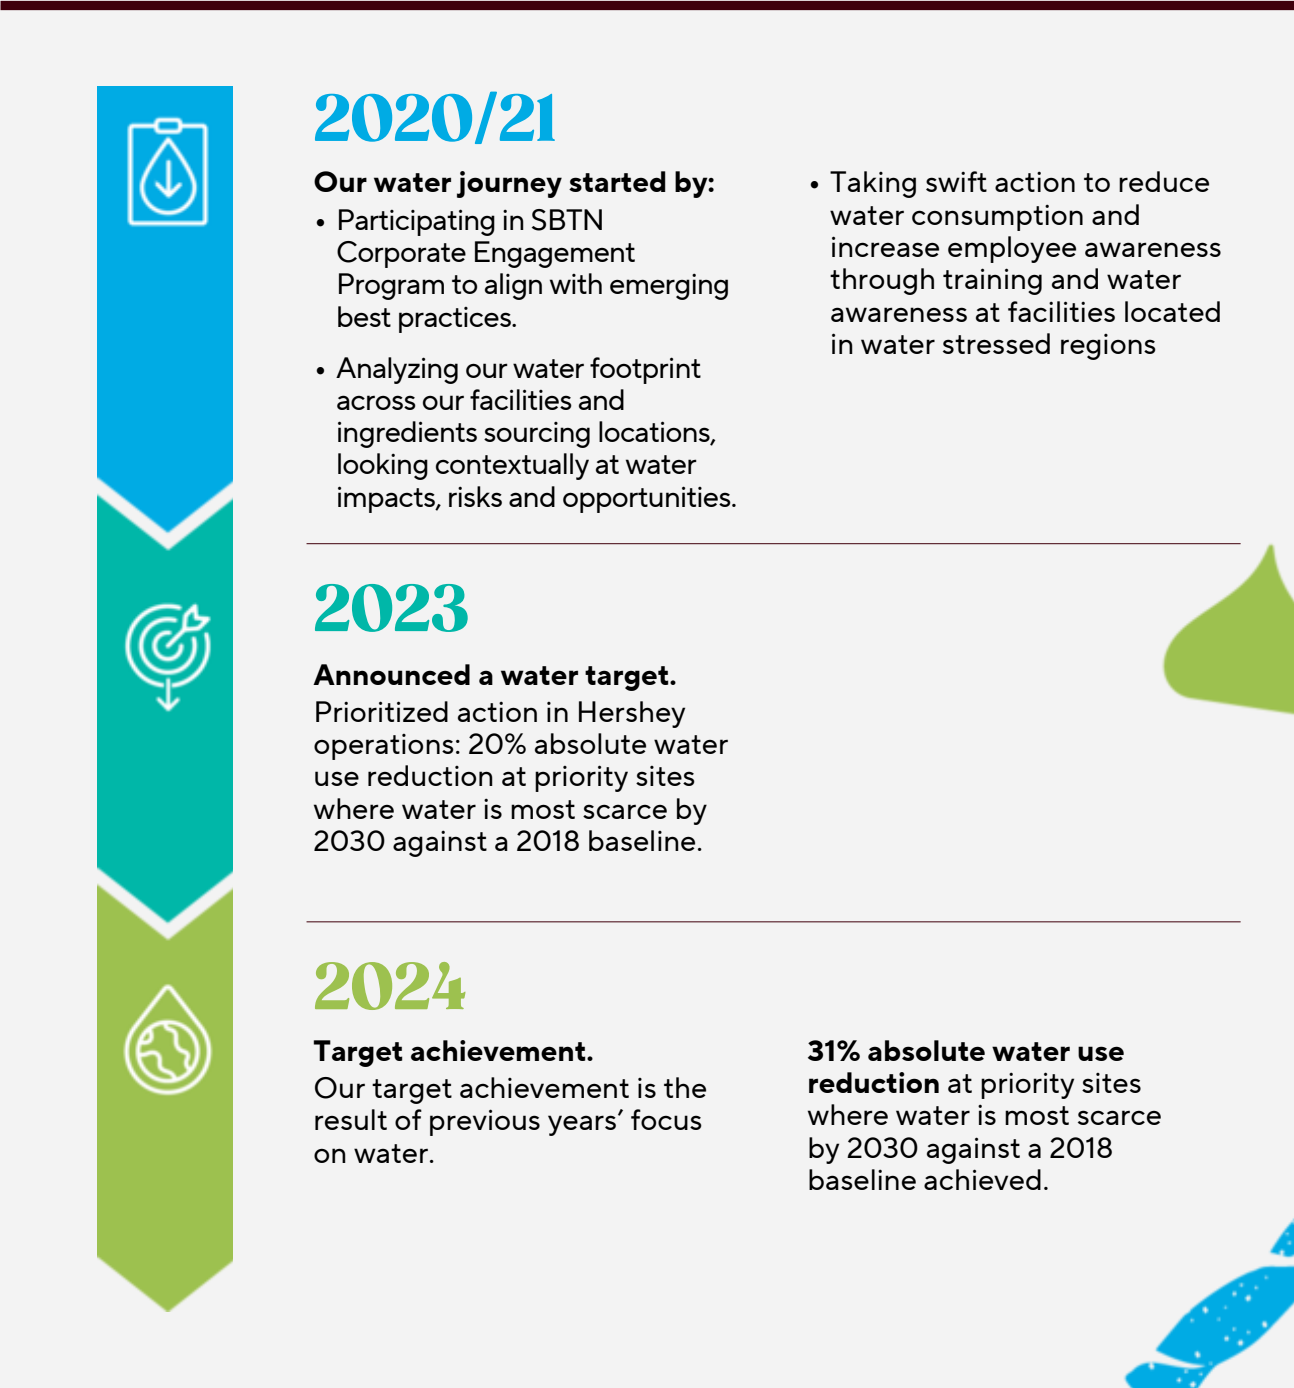 2020/21
Our water journey started by:
• Participating in SBTN
Corporate Engagement
Program to align with emerging
best practices.
• Analyzing our water footprint
across our facilities and
ingredients sourcing locations,
looking contextually at water
impacts, risks and opportunities.
• Taking swift action to reduce
water consumption and
increase employee awareness
through training and water
awareness at facilities located
in water stressed regions
2023
Announced a water target.
Prioritized action in Hershey
operations: 20% absolute water
use reduction at priority sites
where water is most scarce by
2030 against a 2018 baseline.
2024
Target achievement.
Our target achievement is the
result of previous years’ focus
on water.
31% absolute water use
reduction at priority sites
where water is most scarce
by 2030 against a 2018
baseline achieved.